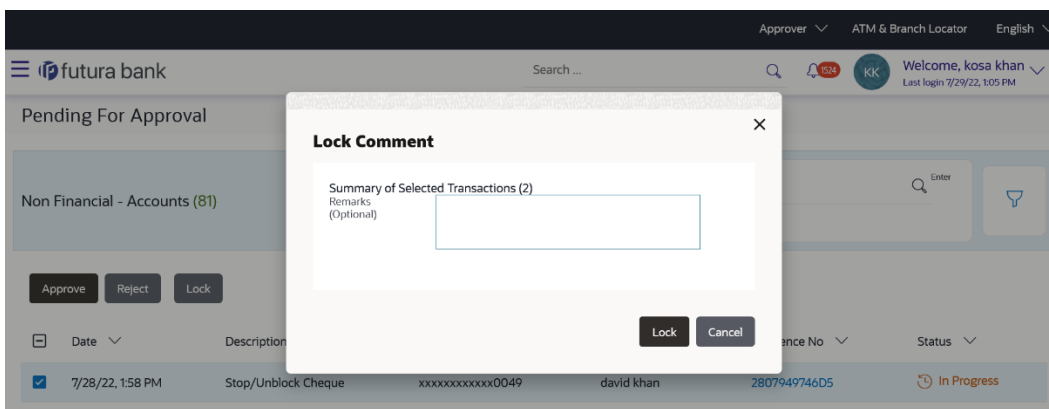 Approver ATM & Branch Locator English
futura bank Search ... 1524 KK Welcome, kosa khan
Last login 7/29/22, 1:05 PM
Pending For Approval
Lock Comment
Summary of Selected Transactions (2)
Remarks
(Optional)
Enter
Non Financial - Accounts (81)
Approve Reject Lock
Lock Cancel
Date Description ence No Status
7/28/22, 1:58 PM Stop/Unblock Cheque xxxxxxxxxxxx0049 david khan 2807949746D5 In Progress